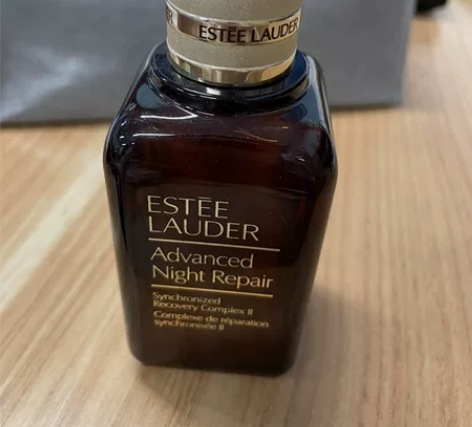 ESTĒE LAUDER
ESTĒE
LAUDER
Advanced
Night Repair
Synchronized
Recovery Complex II
Complexe de réparation
synchronisée II